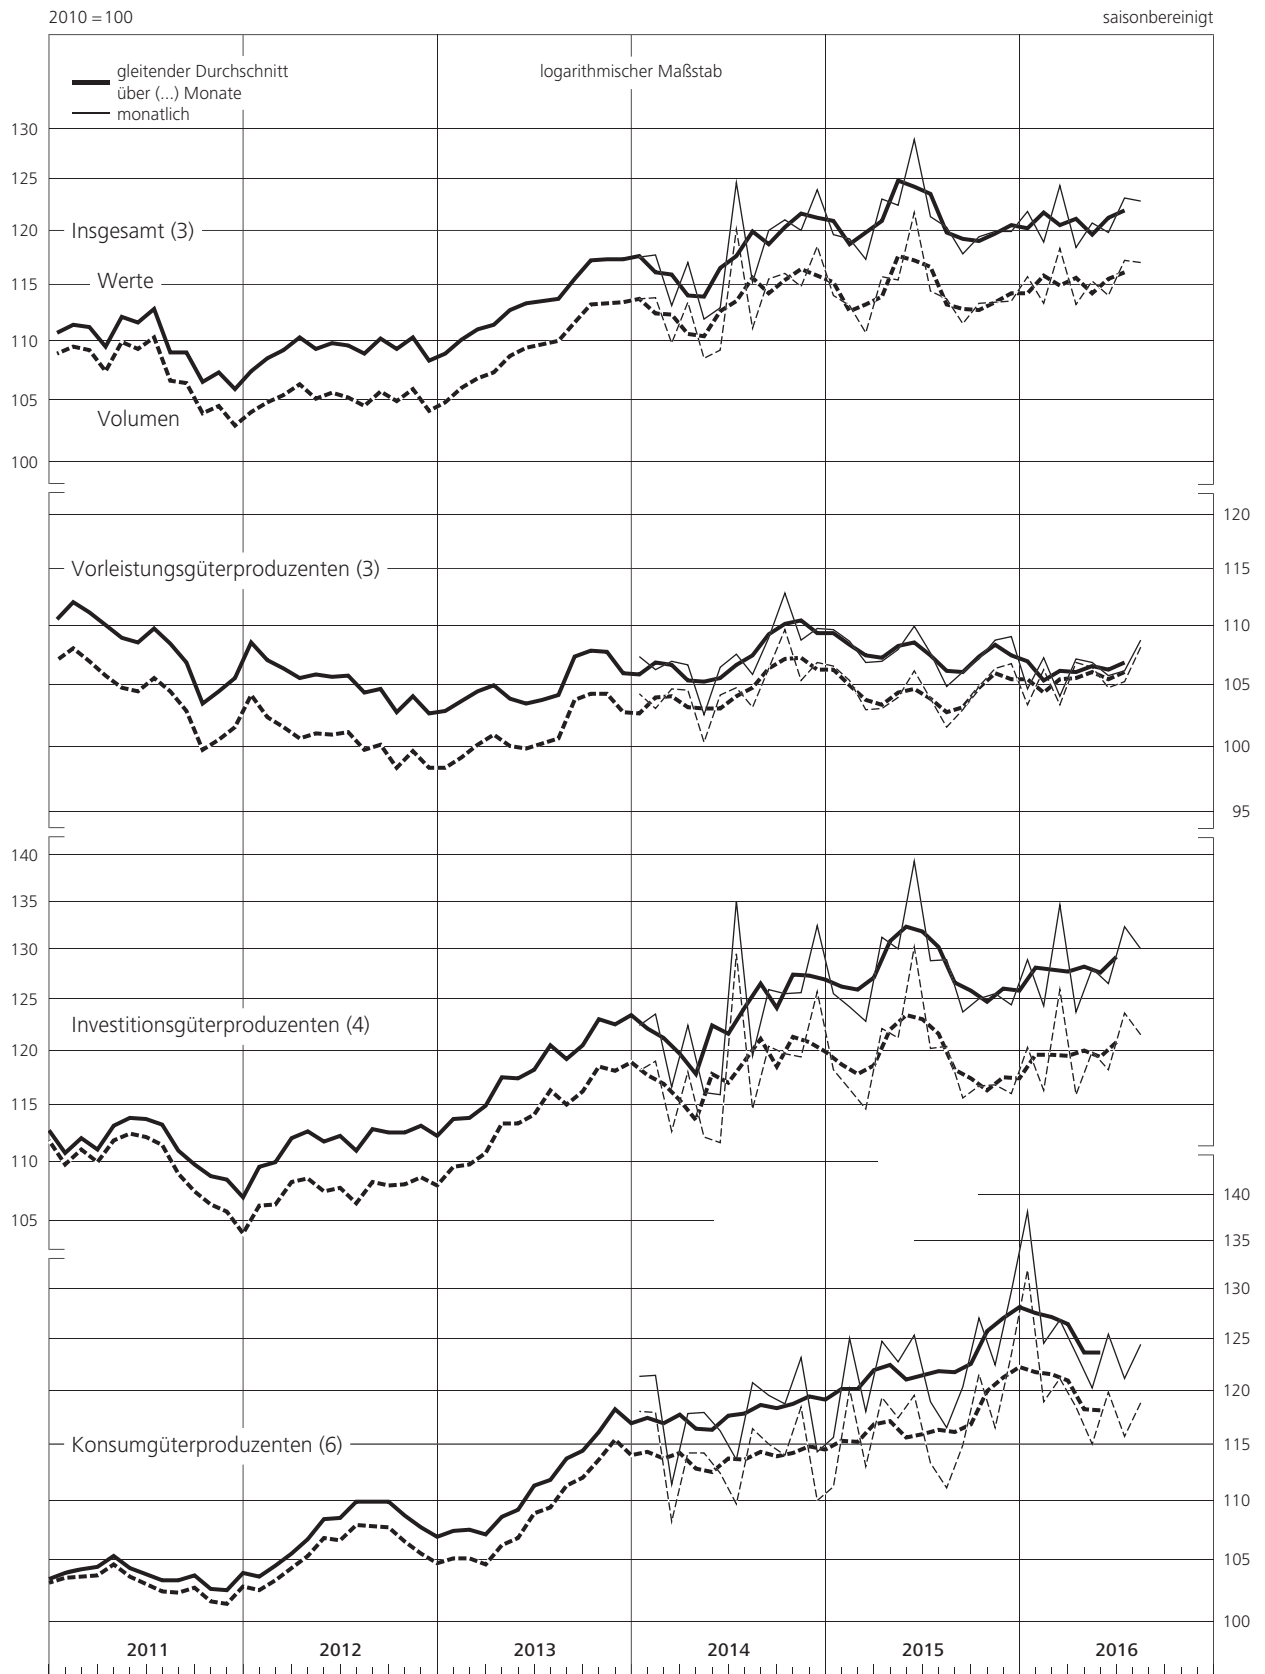 2010 = 100
saisonbereinigt
gleitender Durchschnitt
über (...) Monate
monatlich
logarithmischer Maßstab
130
125
120
115
110
105
100
Insgesamt (3)
Werte
Volumen
120
115
110
105
100
95
Vorleistungsgüterproduzenten (3)
140
135
130
125
120
115
110
105
Investitionsgüterproduzenten (4)
140
135
130
125
120
115
110
105
100
Konsumgüterproduzenten (6)
2011 2012 2013 2014 2015 2016